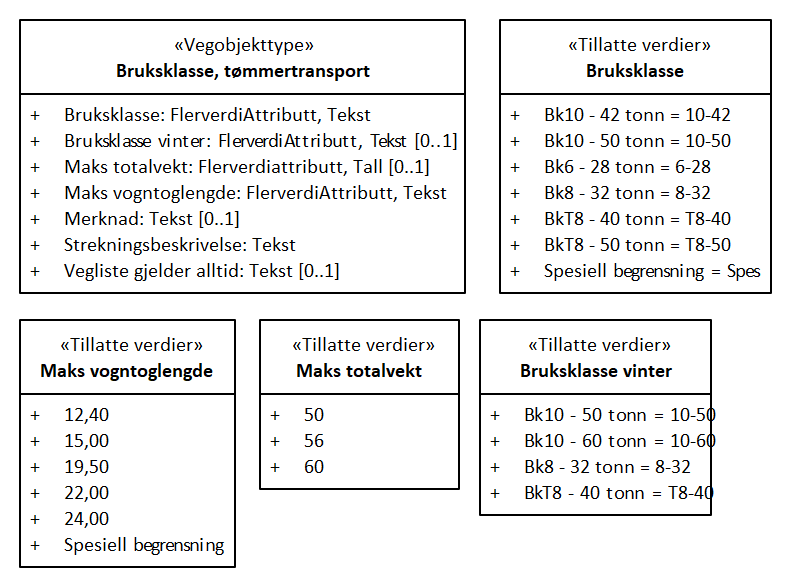 «Vegobjekttype»
Bruksklasse, tømmertransport
+ Bruksklasse: FlerverdiAttributt, Tekst
+ Bruksklasse vinter: FlerverdiAttributt, Tekst [0..1]
+ Maks totalvekt: Flerverdiattributt, Tall [0..1]
+ Maks vogntoglengde: FlerverdiAttributt, Tekst
+ Merknad: Tekst [0..1]
+ Strekningsbeskrivelse: Tekst
+ Vegliste gjelder alltid: Tekst [0..1]
«Tillatte verdier»
Bruksklasse
+ Bk10 - 42 tonn = 10-42
+ Bk10 - 50 tonn = 10-50
+ Bk6 - 28 tonn = 6-28
+ Bk8 - 32 tonn = 8-32
+ BkT8 - 40 tonn = T8-40
+ BkT8 - 50 tonn = T8-50
+ Spesiell begrensning = Spes
«Tillatte verdier»
Maks vogntoglengde
+ 12,40
+ 15,00
+ 19,50
+ 22,00
+ 24,00
+ Spesiell begrensning
«Tillatte verdier»
Maks totalvekt
+ 50
+ 56
+ 60
«Tillatte verdier»
Bruksklasse vinter
+ Bk10 - 50 tonn = 10-50
+ Bk10 - 60 tonn = 10-60
+ Bk8 - 32 tonn = 8-32
+ BkT8 - 40 tonn = T8-40